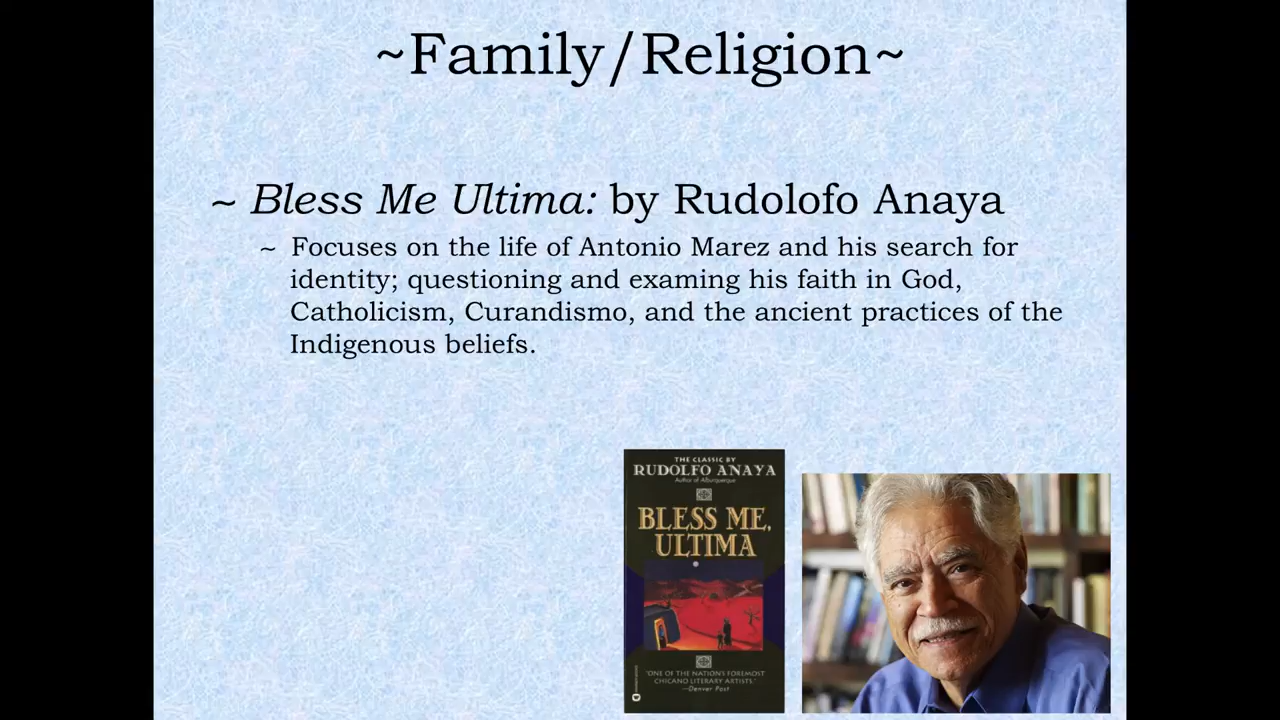 ~Family/Religion~
~ Bless Me Ultima: by Rudolofo Anaya
~ Focuses on the life of Antonio Marez and his search for
identity; questioning and examing his faith in God,
Catholicism, Curandismo, and the ancient practices of the
Indigenous beliefs.
THE CLASSIC BY
RUDOLFO ANAYA
Author of Alburquerque
BLESS ME,
ULTIMA
"ONE OF THE NATION'S FOREMOST
CHICANO LITERARY ARTISTS."
—Denver Post